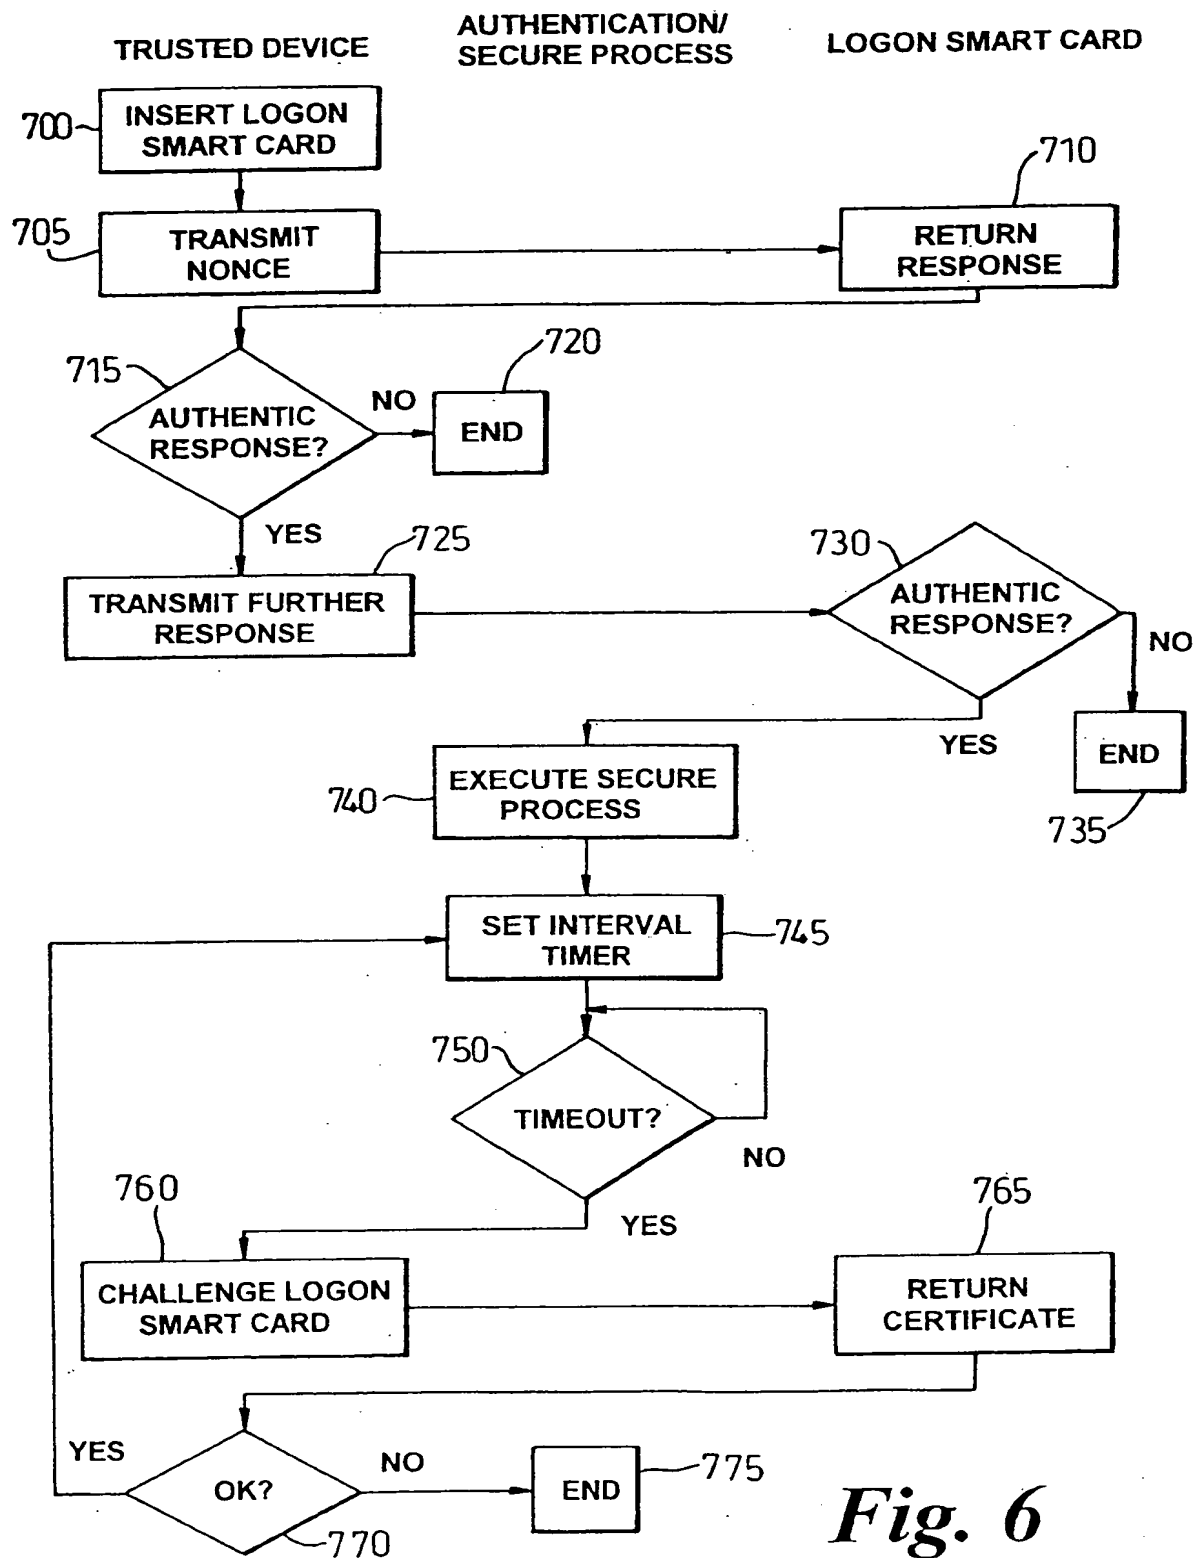 TRUSTED DEVICE
AUTHENTICATION/
SECURE PROCESS
LOGON SMART CARD
700
INSERT LOGON
SMART CARD
705
TRANSMIT
NONCE
710
RETURN
RESPONSE
715
AUTHENTIC
RESPONSE?
NO
720
END
YES
725
TRANSMIT FURTHER
RESPONSE
730
AUTHENTIC
RESPONSE?
NO
YES
END
735
740
EXECUTE SECURE
PROCESS
SET INTERVAL
TIMER
745
750
TIMEOUT?
NO
YES
760
CHALLENGE LOGON
SMART CARD
765
RETURN
CERTIFICATE
YES
OK?
NO
770
END
775
Fig. 6